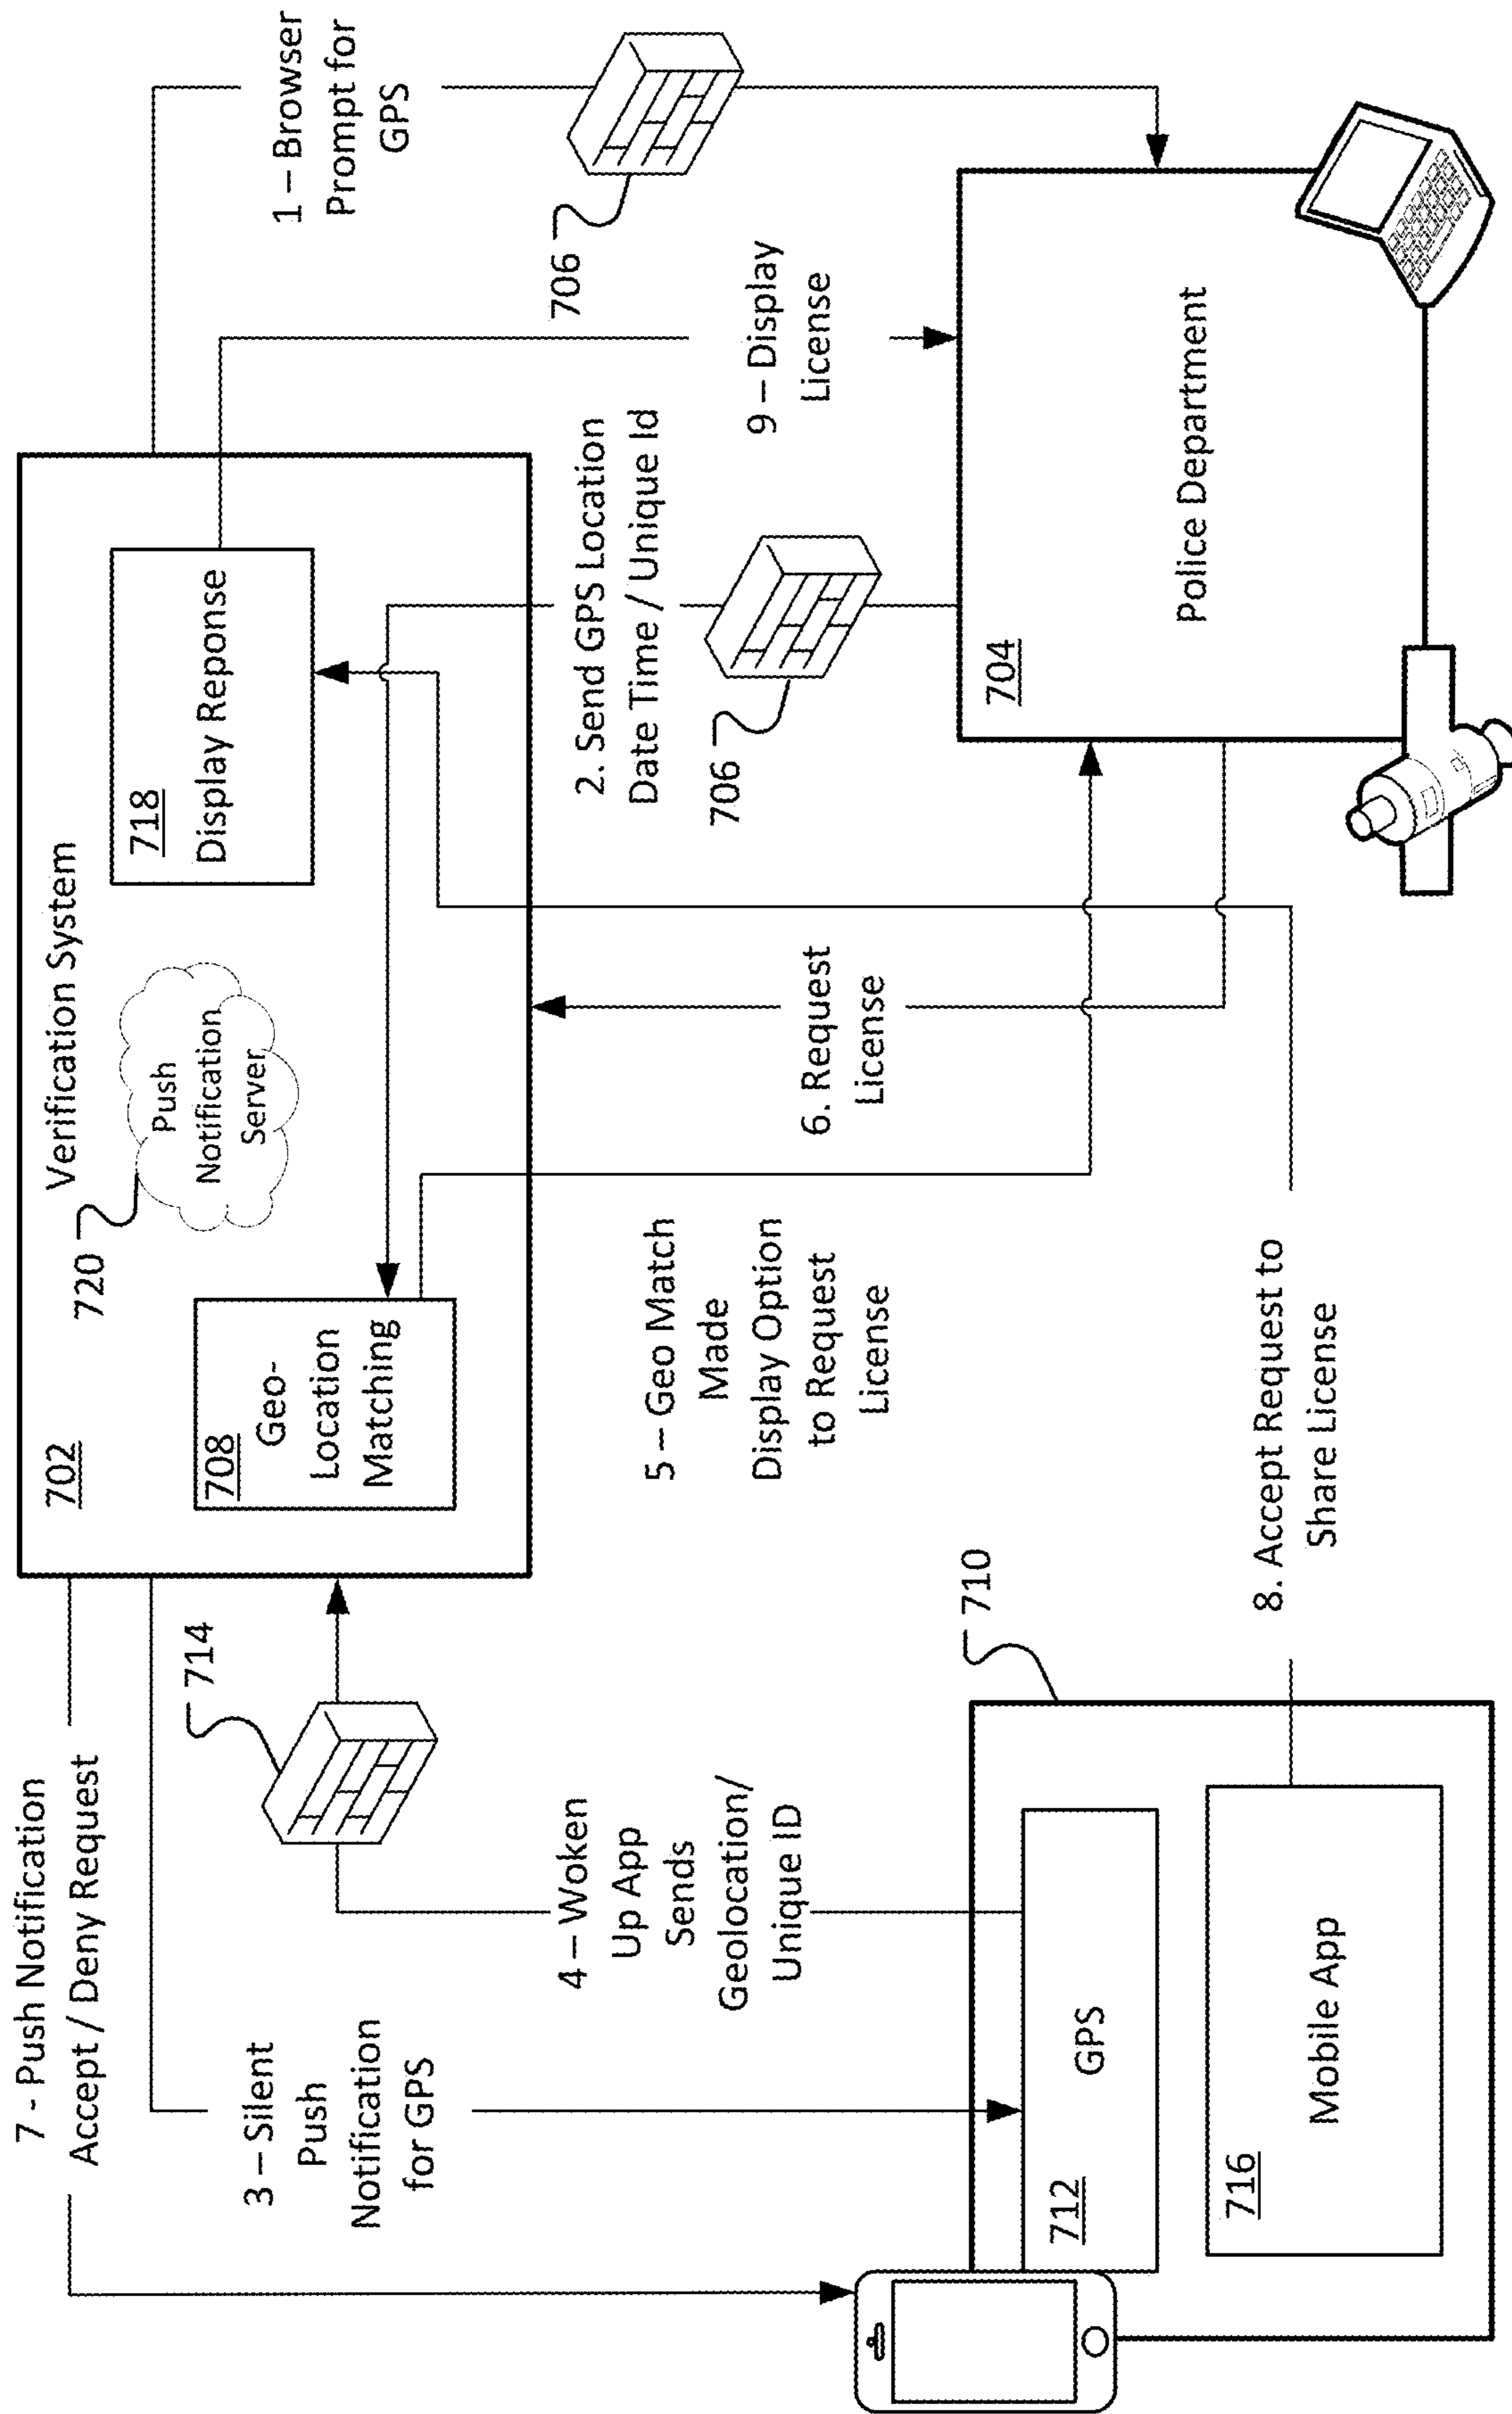 7 - Push Notification
Accept / Deny Request
3 – Silent
Push
Notification
for GPS
714
4 – Woken
Up App
Sends
Geolocation/
Unique ID
702
Verification System
720
Push
Notification
Server
708
Geo-
Location
Matching
718
Display Reponse
1 – Browser
Prompt for
GPS
706
2. Send GPS Location
Date Time / Unique Id
706
9 – Display
License
5 – Geo Match
Made
Display Option
to Request
License
6. Request
License
8. Accept Request to
Share License
710
712
GPS
716
Mobile App
704
Police Department